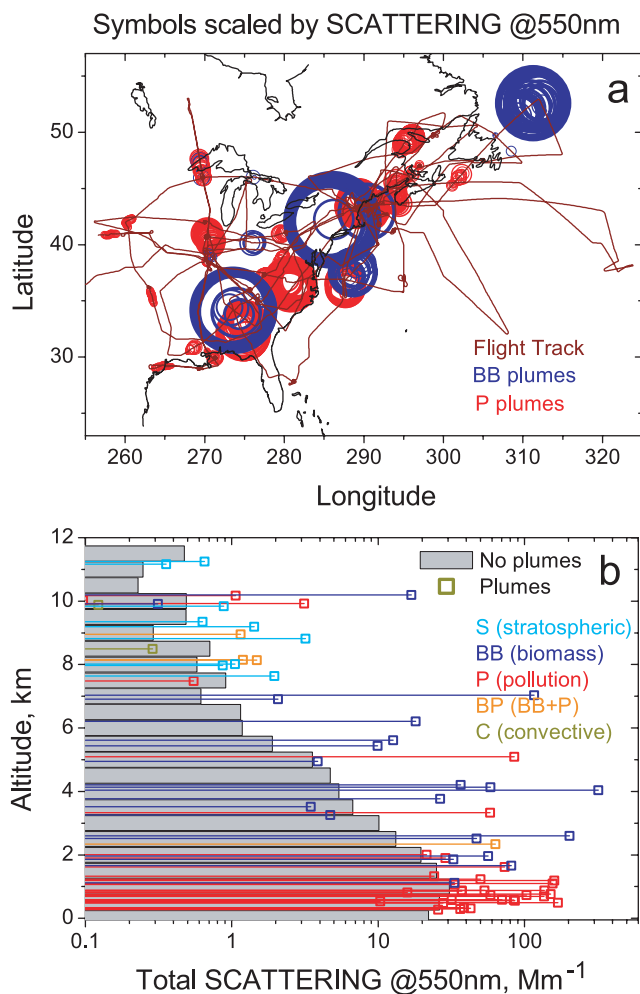 Symbols scaled by SCATTERING @550nm
a
50
40
30
Latitude
Flight Track
BB plumes
P plumes
260 270 280 290 300 310 320
Longitude
12
10
8
6
4
2
0
Altitude, km
b
No plumes
Plumes
S (stratospheric)
BB (biomass)
P (pollution)
BP (BB+P)
C (convective)
0.1 1 10 100
Total SCATTERING @550nm, Mm⁻¹